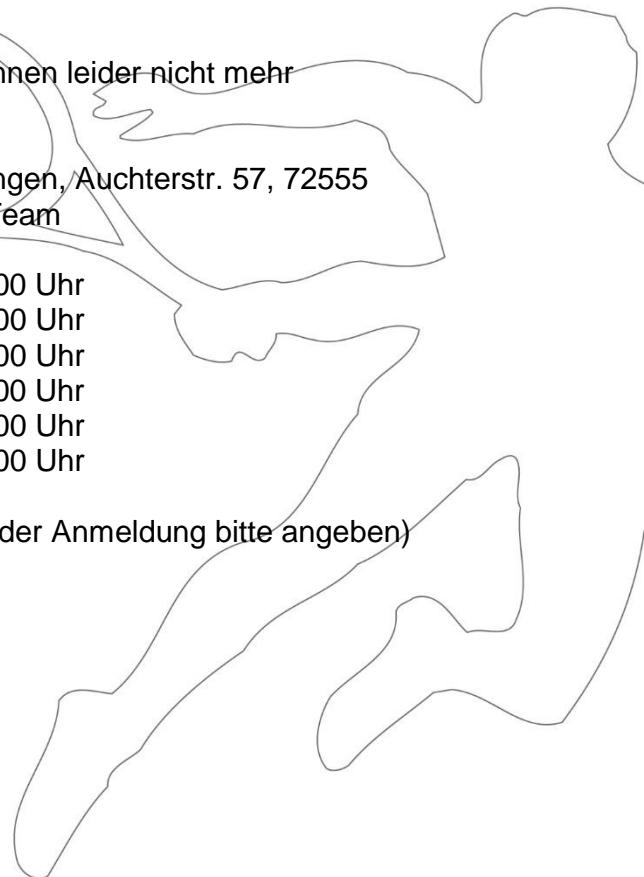 nnen leider nicht mehr
ngen, Auchterstr. 57, 72555
Team
00 Uhr
00 Uhr
00 Uhr
00 Uhr
00 Uhr
00 Uhr
der Anmeldung bitte angeben)